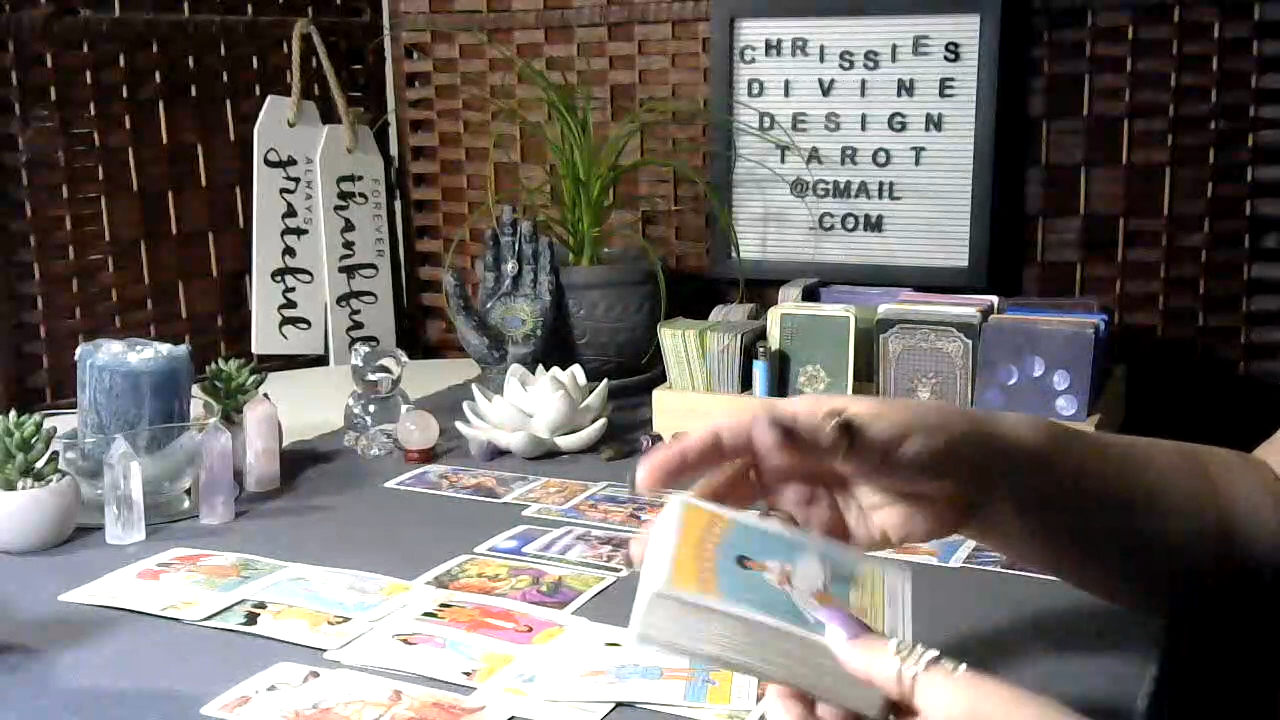 ALWAYS
grateful
FOREVER
thankful
CHRISSIES
DIVINE
DESIGN
TAROT
@GMAIL
.COM